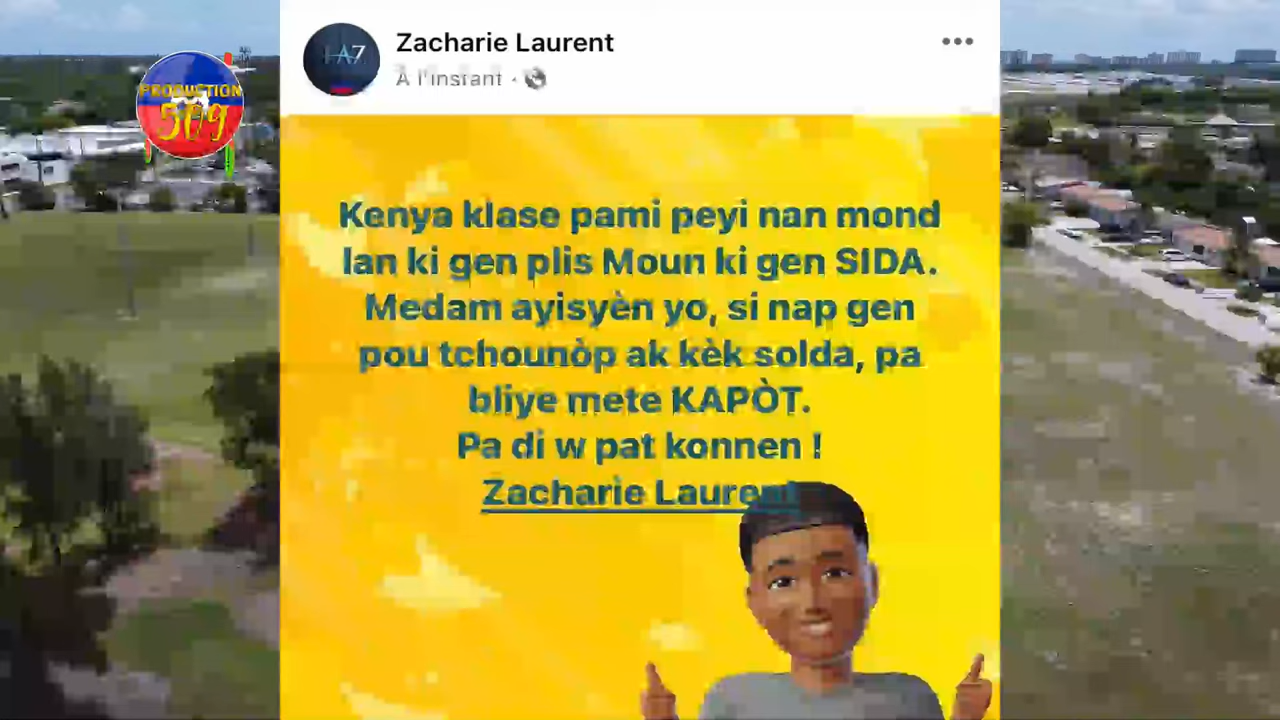 PRODUCTION
509
Zacharie Laurent
À l'instant
Kenya klase pami peyi nan mond
lan ki gen plis Moun ki gen SIDA.
Medam ayisyèn yo, si nap gen
pou tchounòp ak kèk solda, pa
bliye mete KAPÒT.
Pa di w pat konnen !
Zacharie Laurent